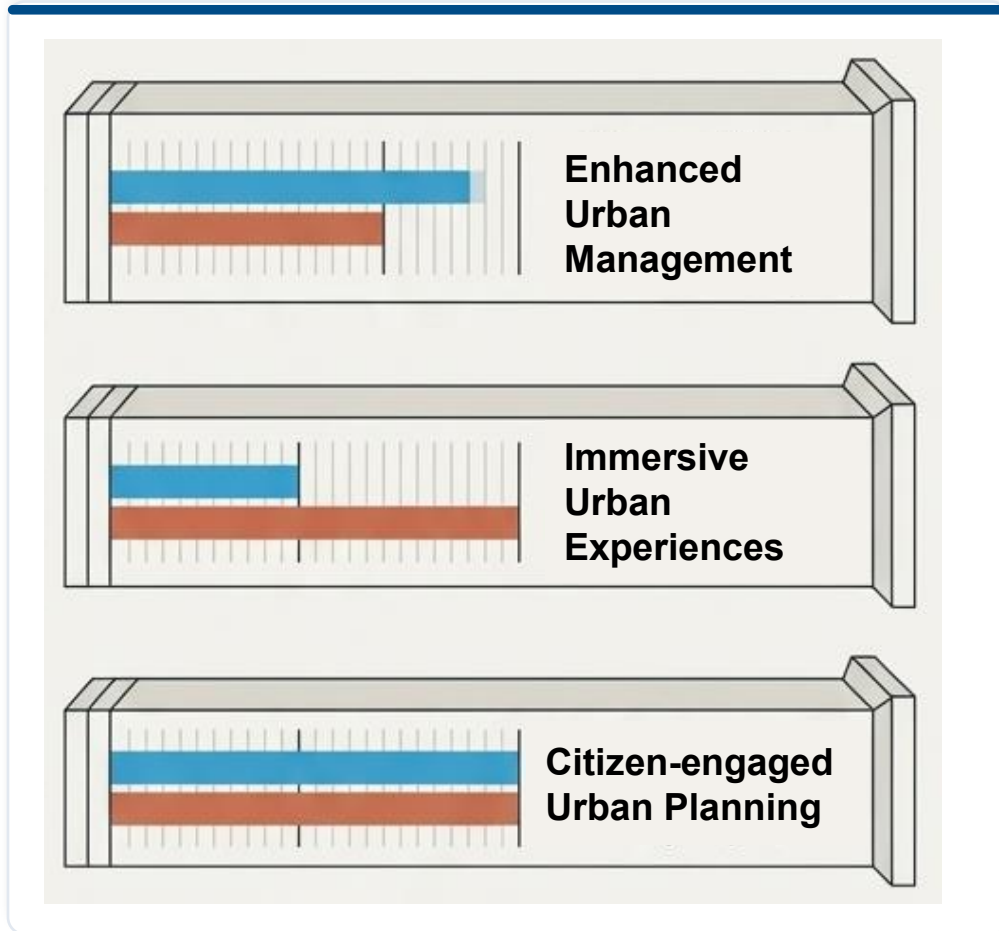 Enhanced
Urban
Management
Immersive
Urban
Experiences
Citizen-engaged
Urban Planning